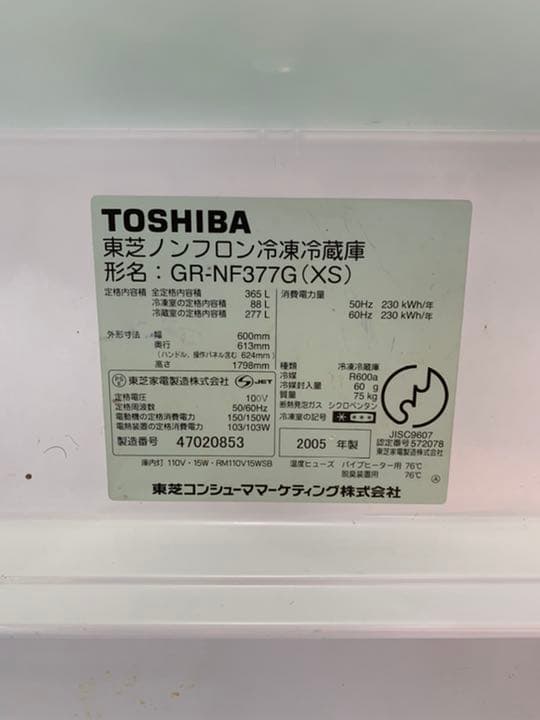 TOSHIBA
東芝ノンフロン冷凍冷蔵庫
形名：GR-NF377G(XS)
定格内容積 全定格内容積 365 L
冷凍室の定格内容積 88 L
冷蔵室の定格内容積 277 L
外形寸法 幅 600mm
奥行 613mm
(ハンドル、操作パネル含む 624mm)
高さ 1798mm
東芝家電製造株式会社 JET
定格電圧 100V
定格周波数 50/60Hz
電動機の定格消費電力 150/150W
電熱装置の定格消費電力 103/103W
製造番号 47020853
消費電力量
50Hz 230 kWh/年
60Hz 230 kWh/年
種類 冷凍冷蔵庫
冷媒 R600a
冷媒封入量 60 g
質量 75 kg
断熱発泡ガス シクロペンタン
冷凍室の記号 ****
2005 年製
JISC9607
認定番号 572078
東芝家電製造株式会社
庫内灯 110V・15W・RM110V15WSB
温度ヒューズ パイプヒーター用 76℃
脱臭装置用 76℃
Ⓐ
東芝コンシューママーケティング株式会社